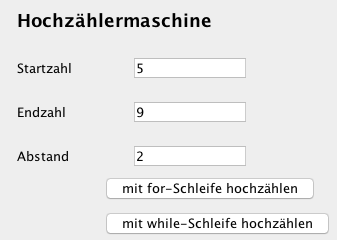 Hochzählermaschine
Startzahl 5
Endzahl 9
Abstand 2
mit for-Schleife hochzählen
mit while-Schleife hochzählen